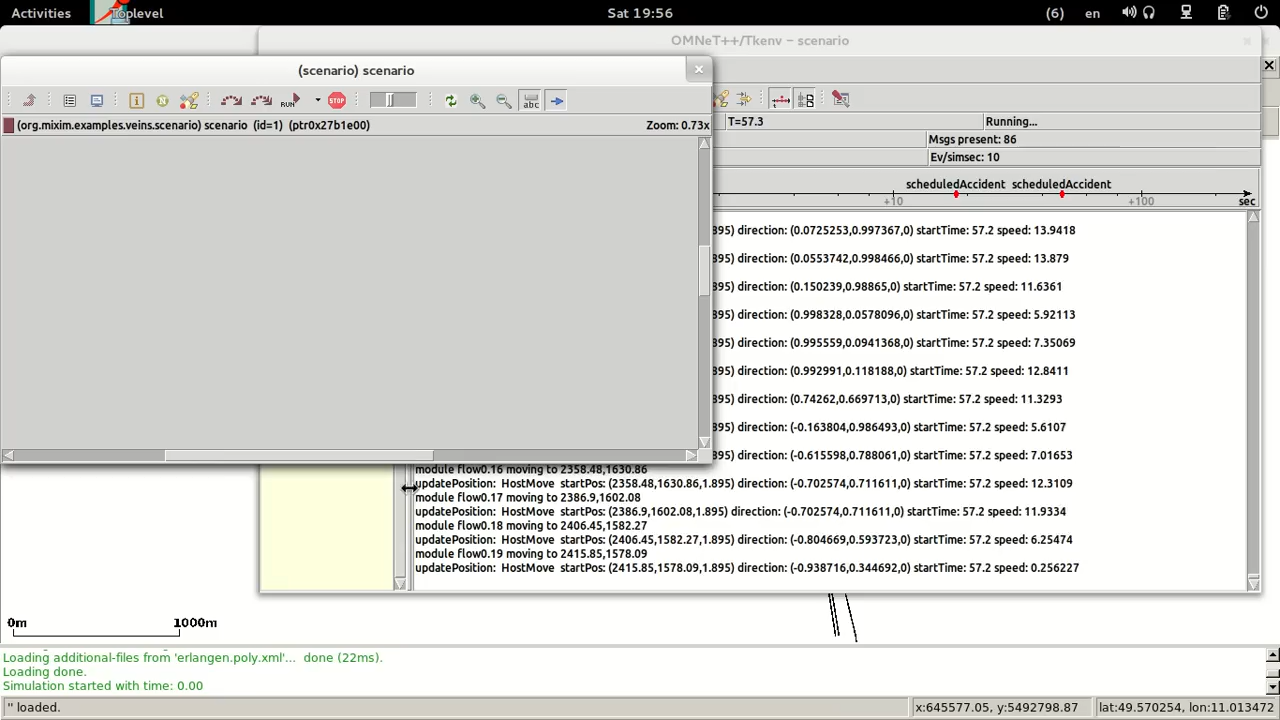 Activities
Toplevel
Sat 19:56
(6)
en
OMNeT++/Tkenv – scenario
(scenario) scenario
RUN
STOP
abc
(org.mixim.examples.veins.scenario) scenario (id=1) (ptr0x27b1e00)
Zoom: 0.73x
T=57.3
Running...
Msgs present: 86
Ev/simsec: 10
scheduledAccident scheduledAccident
+10
+100
sec
895) direction: (0.0725253,0.997367,0) startTime: 57.2 speed: 13.9418
895) direction: (0.0553742,0.998466,0) startTime: 57.2 speed: 13.879
895) direction: (0.150239,0.98865,0) startTime: 57.2 speed: 11.6361
895) direction: (0.998328,0.0578096,0) startTime: 57.2 speed: 5.92113
895) direction: (0.995559,0.0941368,0) startTime: 57.2 speed: 7.35069
895) direction: (0.992991,0.118188,0) startTime: 57.2 speed: 12.8411
895) direction: (0.74262,0.669713,0) startTime: 57.2 speed: 11.3293
895) direction: (-0.163804,0.986493,0) startTime: 57.2 speed: 5.6107
895) direction: (-0.615598,0.788061,0) startTime: 57.2 speed: 7.01653
module flow0.16 moving to 2358.48,1630.86
updatePosition: HostMove startPos: (2358.48,1630.86,1.895) direction: (-0.702574,0.711611,0) startTime: 57.2 speed: 12.3109
module flow0.17 moving to 2386.9,1602.08
updatePosition: HostMove startPos: (2386.9,1602.08,1.895) direction: (-0.702574,0.711611,0) startTime: 57.2 speed: 11.9334
module flow0.18 moving to 2406.45,1582.27
updatePosition: HostMove startPos: (2406.45,1582.27,1.895) direction: (-0.804669,0.593723,0) startTime: 57.2 speed: 6.25474
module flow0.19 moving to 2415.85,1578.09
updatePosition: HostMove startPos: (2415.85,1578.09,1.895) direction: (-0.938716,0.344692,0) startTime: 57.2 speed: 0.256227
0m
1000m
Loading additional-files from 'erlangen.poly.xml'... done (22ms).
Loading done.
Simulation started with time: 0.00
'' loaded.
x:645577.05, y:5492798.87
lat:49.570254, lon:11.013472